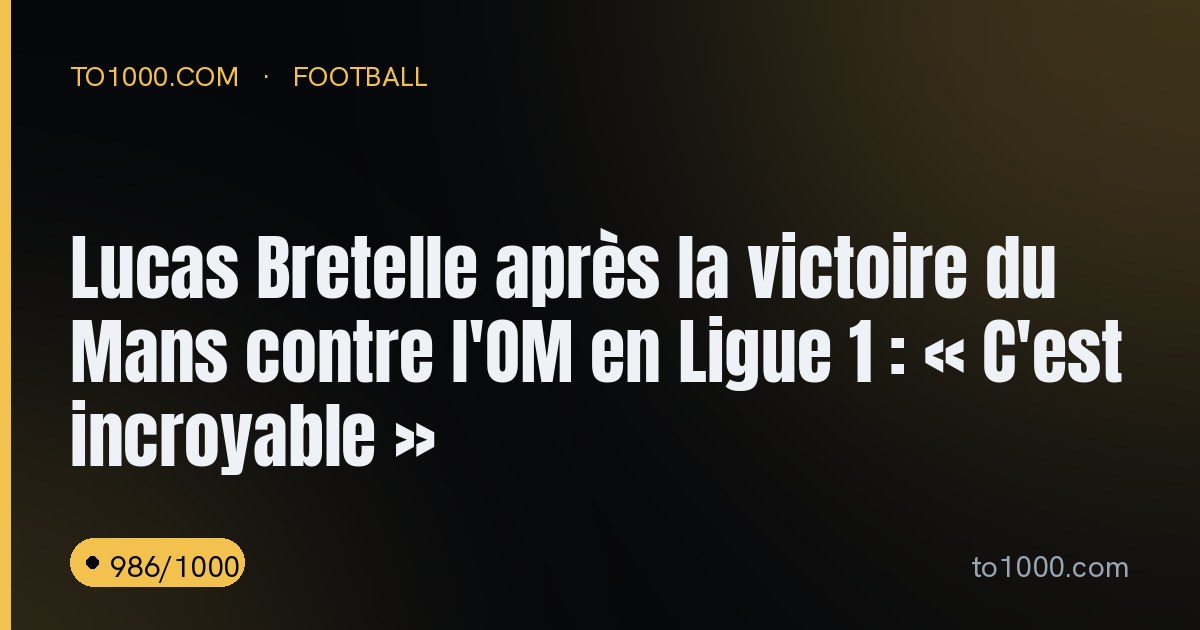 TO1000.COM · FOOTBALL
Lucas Bretelle après la victoire du
Mans contre l'OM en Ligue 1 : « C'est
incroyable »
986/1000
to1000.com